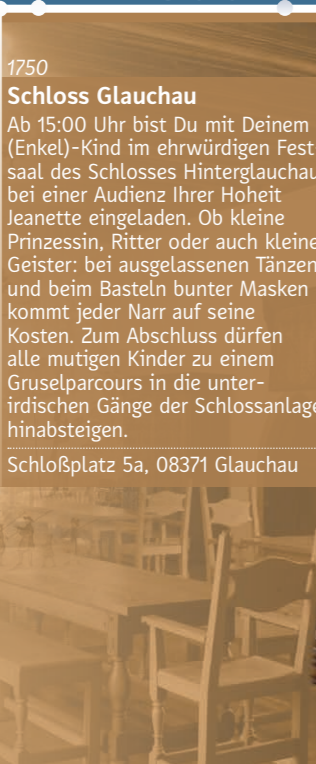 1750
Schloss Glauchau
Ab 15:00 Uhr bist Du mit Deinem
(Enkel)-Kind im ehrwürdigen Fest
saal des Schlosses Hinterglauchau
bei einer Audienz Ihrer Hoheit
Jeanette eingeladen. Ob kleine
Prinzessin, Ritter oder auch kleine
Geister: bei ausgelassenen Tänzen
und beim Basteln bunter Masken
kommt jeder Narr auf seine
Kosten. Zum Abschluss dürfen
alle mutigen Kinder zu einem
Gruselparcours in die unter-
irdischen Gänge der Schlossanlage
hinabsteigen.
Schloßplatz 5a, 08371 Glauchau